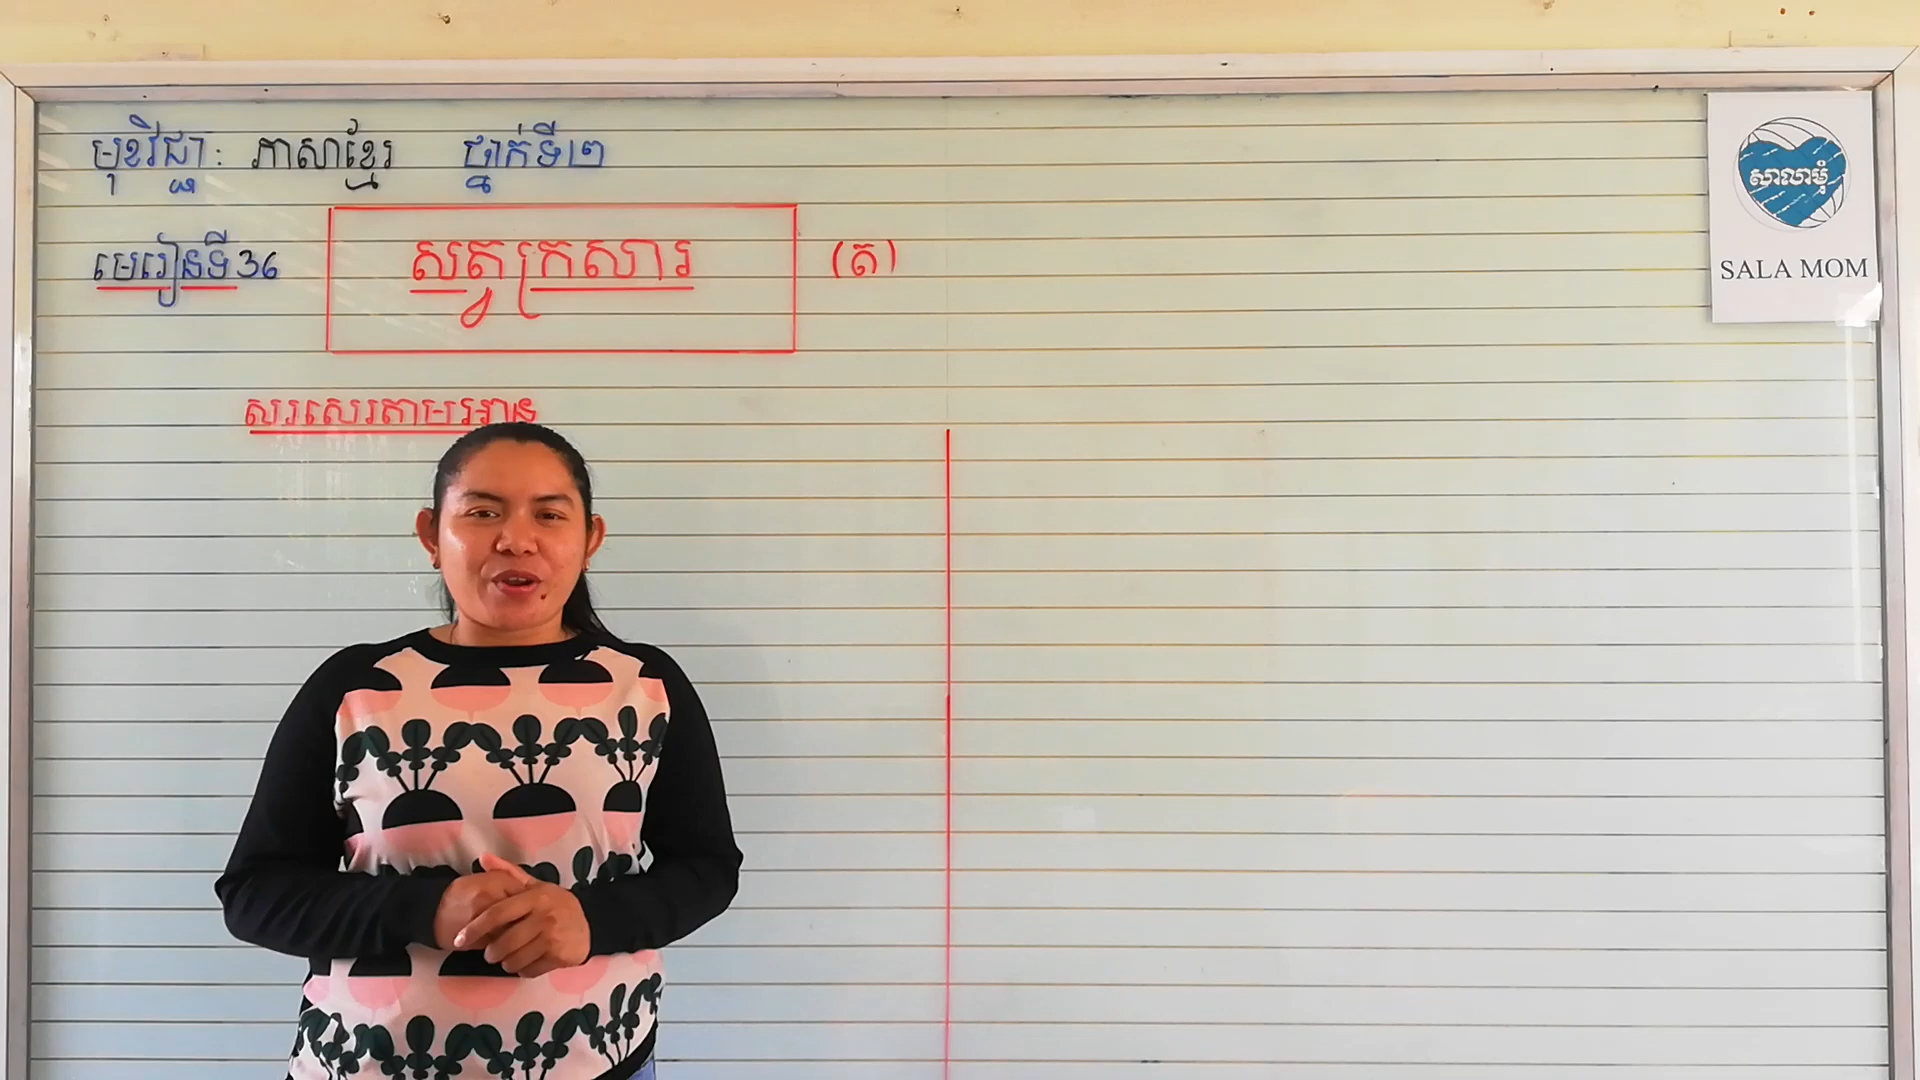 មុខវិជ្ជា: ភាសាខ្មែរ ថ្នាក់ទី២
មេរៀនទី36 សត្វក្រសារ (ត)
សរសេរតាមអាន
សាលាមុំ
SALA MOM